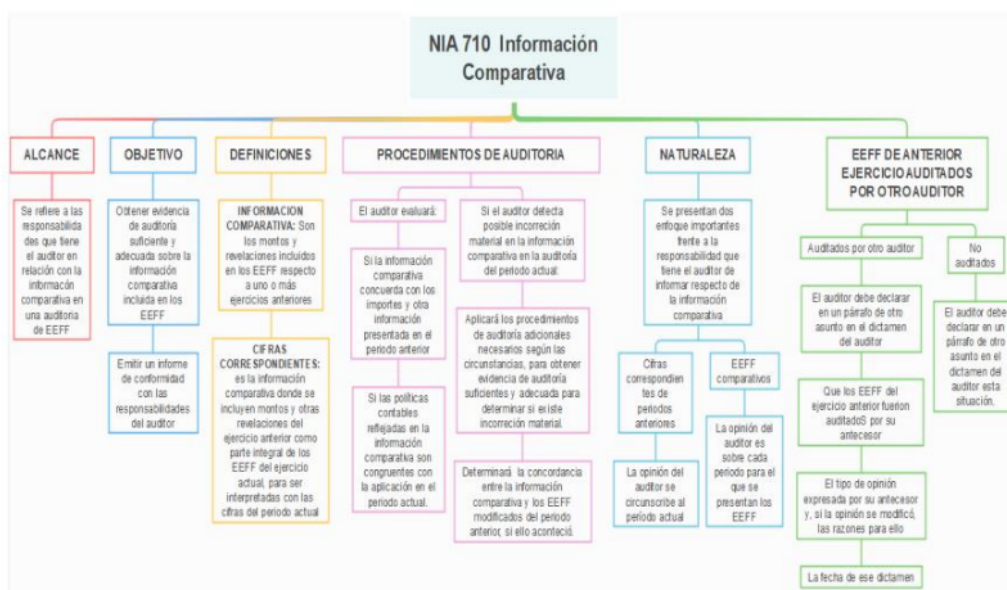 NIA 710 Información
Comparativa
ALCANCE
Se refiere a las
responsabilida
des que tiene
el auditor en
relación con la
información
comparativa en
una auditoria
de EEFF
OBJETIVO
Obtener evidencia
de auditoría
suficiente y
adecuada sobre la
información
comparativa
incluida en los
EEFF
Emitir un informe
de conformidad
con las
responsabilidades
del auditor
DEFINICIONES
INFORMACION
COMPARATIVA: Son
los montos y
revelaciones incluidos
en los EEFF respecto
a uno o más
ejercicios anteriores
CIFRAS
CORRESPONDIENTES:
es la información
comparativa donde se
incluyen montos y otras
revelaciones del
ejercicio anterior como
parte integral de los
EEFF del ejercicio
actual, para ser
interpretadas con las
cifras del periodo actual
PROCEDIMIENTOS DE AUDITORIA
El auditor evaluará:
Si la información
comparativa
concuerda con los
importes y otra
información
presentada en el
periodo anterior
Si las políticas
contables
reflejadas en la
información
comparativa son
congruentes con
la aplicación en el
periodo actual.
Si el auditor detecta
posible incorreción
material en la información
comparativa en la auditoría
del periodo actual:
Aplicará los procedimientos
de auditoría adicionales
necesarios según las
circunstancias, para obtener
evidencia de auditoría
suficientes y adecuada para
determinar si existe
incorreción material.
Determinará la concordancia
entre la información
comparativa y los EEFF
modificados del periodo
anterior, si ello aconteció.
NATURALEZA
Se presentan dos
enfoque importantes
frente a la
responsabilidad que
tiene el auditor de
informar respecto de
la información
comparativa
Cifras
correspondien
tes de
periodos
anteriores
La opinión del
auditor se
circunscribe al
período actual
EEFF
comparativos
La opinión del
auditor es
sobre cada
período para el
que se
presentan los
EEFF
EEFF DE ANTERIOR
EJERCICIO AUDITADOS
POR OTRO AUDITOR
Auditados por otro auditor
El auditor debe declarar
en un párrafo de otro
asunto en el dictamen
del auditor
Que los EEFF del
ejercicio anterior fuerion
auditadoS por su
antecesor
El tipo de opinión
expresada por su antecesor
y, si la opinión se modificó,
las razones para ello
La fecha de ese dictamen
No
auditados
El auditor debe
declarar en un
párrafo de otro
asunto en el
dictamen del
auditor esta
situación.